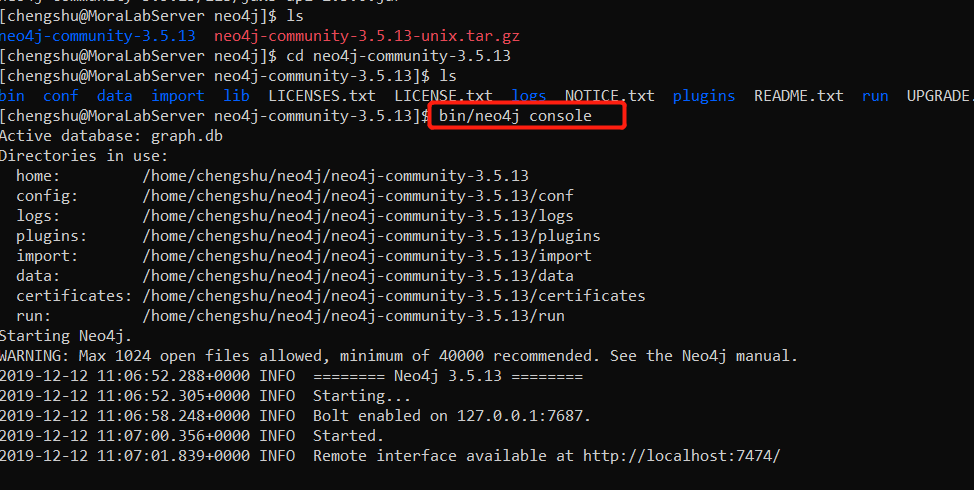 [chengshu@MoraLabServer neo4j]$ ls
neo4j-community-3.5.13  neo4j-community-3.5.13-unix.tar.gz
[chengshu@MoraLabServer neo4j]$ cd neo4j-community-3.5.13
[chengshu@MoraLabServer neo4j-community-3.5.13]$ ls
bin  conf  data  import  lib  LICENSES.txt  LICENSE.txt  logs  NOTICE.txt  plugins  README.txt  run  UPGRADE.
[chengshu@MoraLabServer neo4j-community-3.5.13]$ bin/neo4j console
Active database: graph.db
Directories in use:
  home:         /home/chengshu/neo4j/neo4j-community-3.5.13
  config:       /home/chengshu/neo4j/neo4j-community-3.5.13/conf
  logs:         /home/chengshu/neo4j/neo4j-community-3.5.13/logs
  plugins:      /home/chengshu/neo4j/neo4j-community-3.5.13/plugins
  import:       /home/chengshu/neo4j/neo4j-community-3.5.13/import
  data:         /home/chengshu/neo4j/neo4j-community-3.5.13/data
  certificates: /home/chengshu/neo4j/neo4j-community-3.5.13/certificates
  run:          /home/chengshu/neo4j/neo4j-community-3.5.13/run
Starting Neo4j.
WARNING: Max 1024 open files allowed, minimum of 40000 recommended. See the Neo4j manual.
2019-12-12 11:06:52.288+0000 INFO  ======== Neo4j 3.5.13 ========
2019-12-12 11:06:52.305+0000 INFO  Starting...
2019-12-12 11:06:58.248+0000 INFO  Bolt enabled on 127.0.0.1:7687.
2019-12-12 11:07:00.356+0000 INFO  Started.
2019-12-12 11:07:01.839+0000 INFO  Remote interface available at http://localhost:7474/